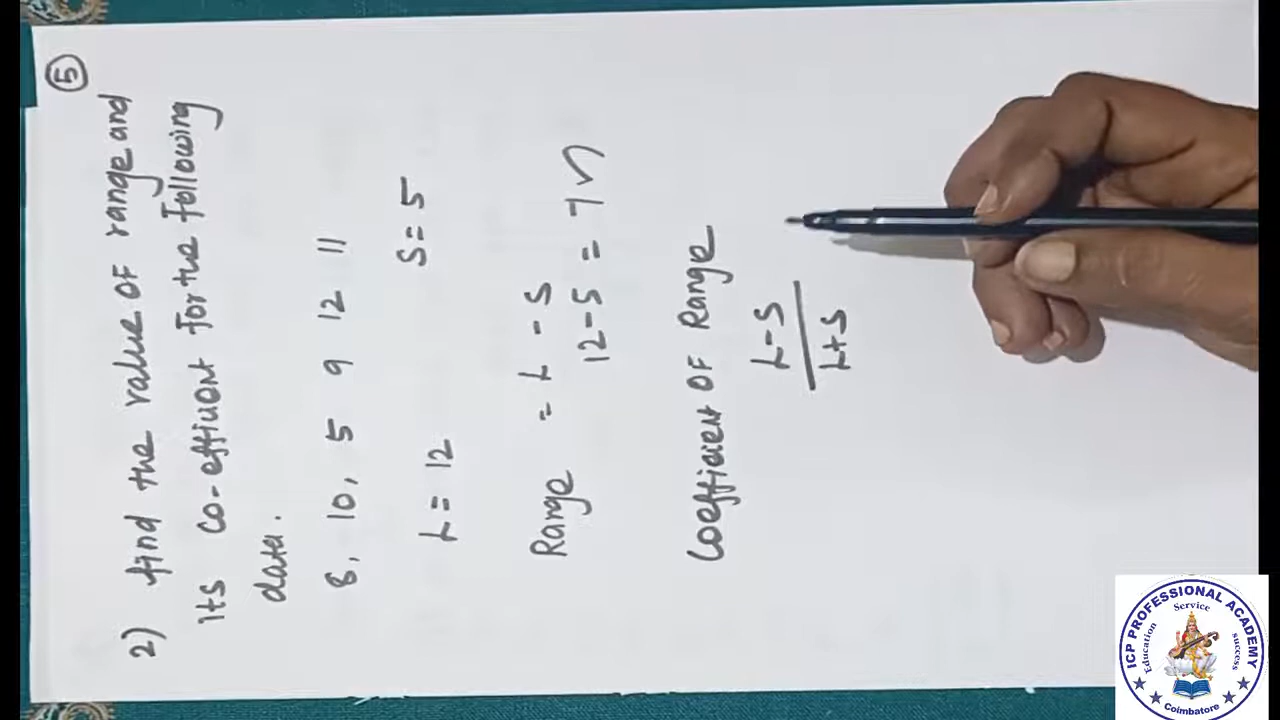 5
2) find the value of range and
its co-efficient for the following
data.
8, 10, 5 9 12 11
L = 12 S = 5
Range = L - S
12 - 5 = 7
Coefficient of Range
L - S
L + S
ICP PROFESSIONAL ACADEMY
Service
Education
success
Coimbatore